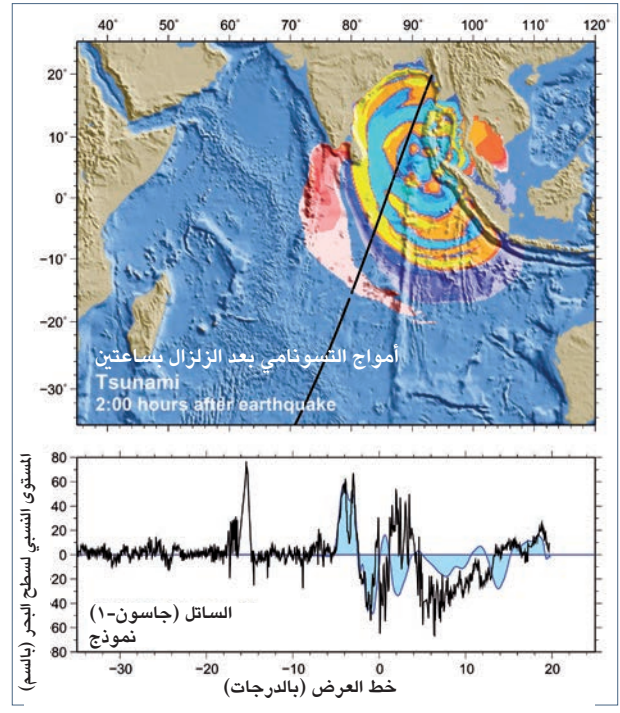 40° 50° 60° 70° 80° 90° 100° 110° 120°
20°
10°
0°
−10°
−20°
−30°
أمواج التسونامي بعد الزلزال بساعتين
Tsunami
2:00 hours after earthquake
المستوى النسبي لسطح البحر (بالسم)
80
60
40
20
0
20
40
60
80
الساتل (جاسون-١)
نموذج
−30 −20 −10 0 10 20
خط العرض (بالدرجات)